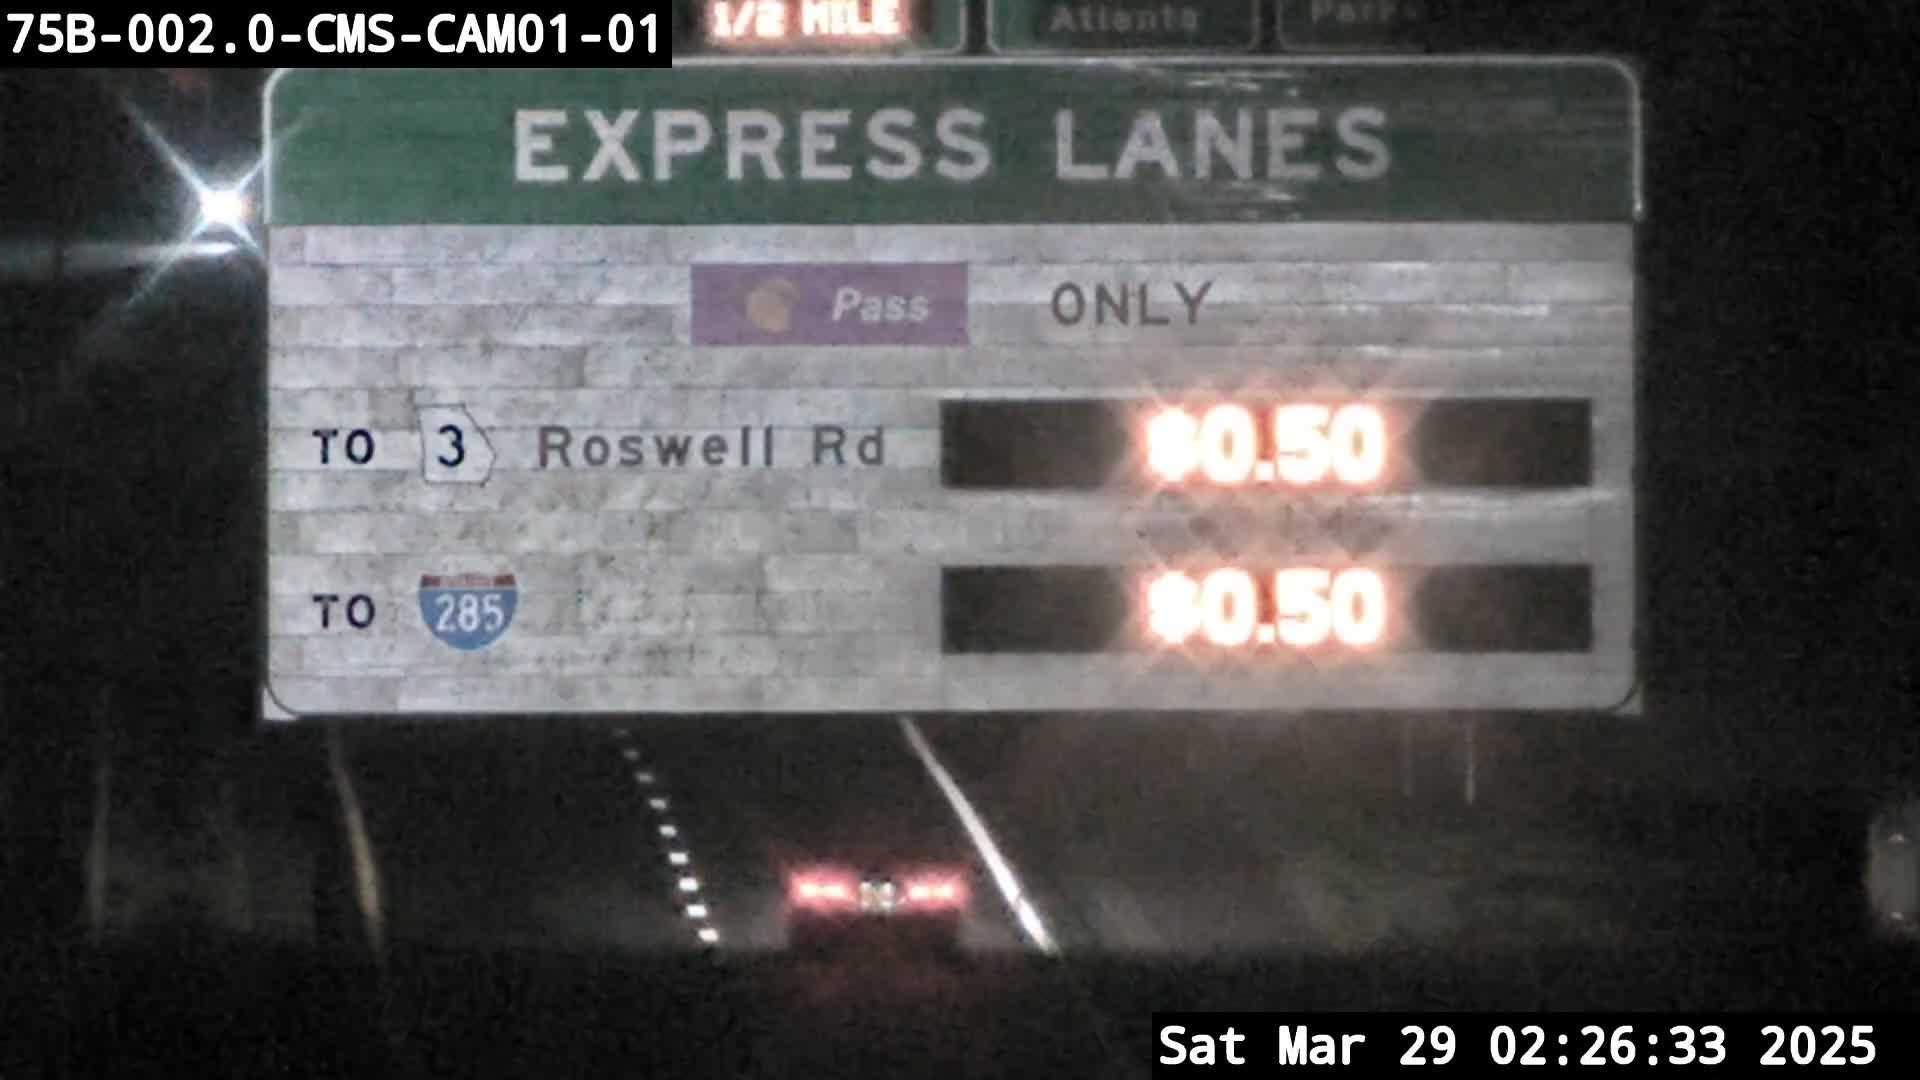 75B-002.0-CMS-CAM01-01
1/2 MILE
Atlanta
EXPRESS LANES
Pass ONLY
TO 3 Roswell Rd $0.50
TO 285 $0.50
Sat Mar 29 02:26:33 2025